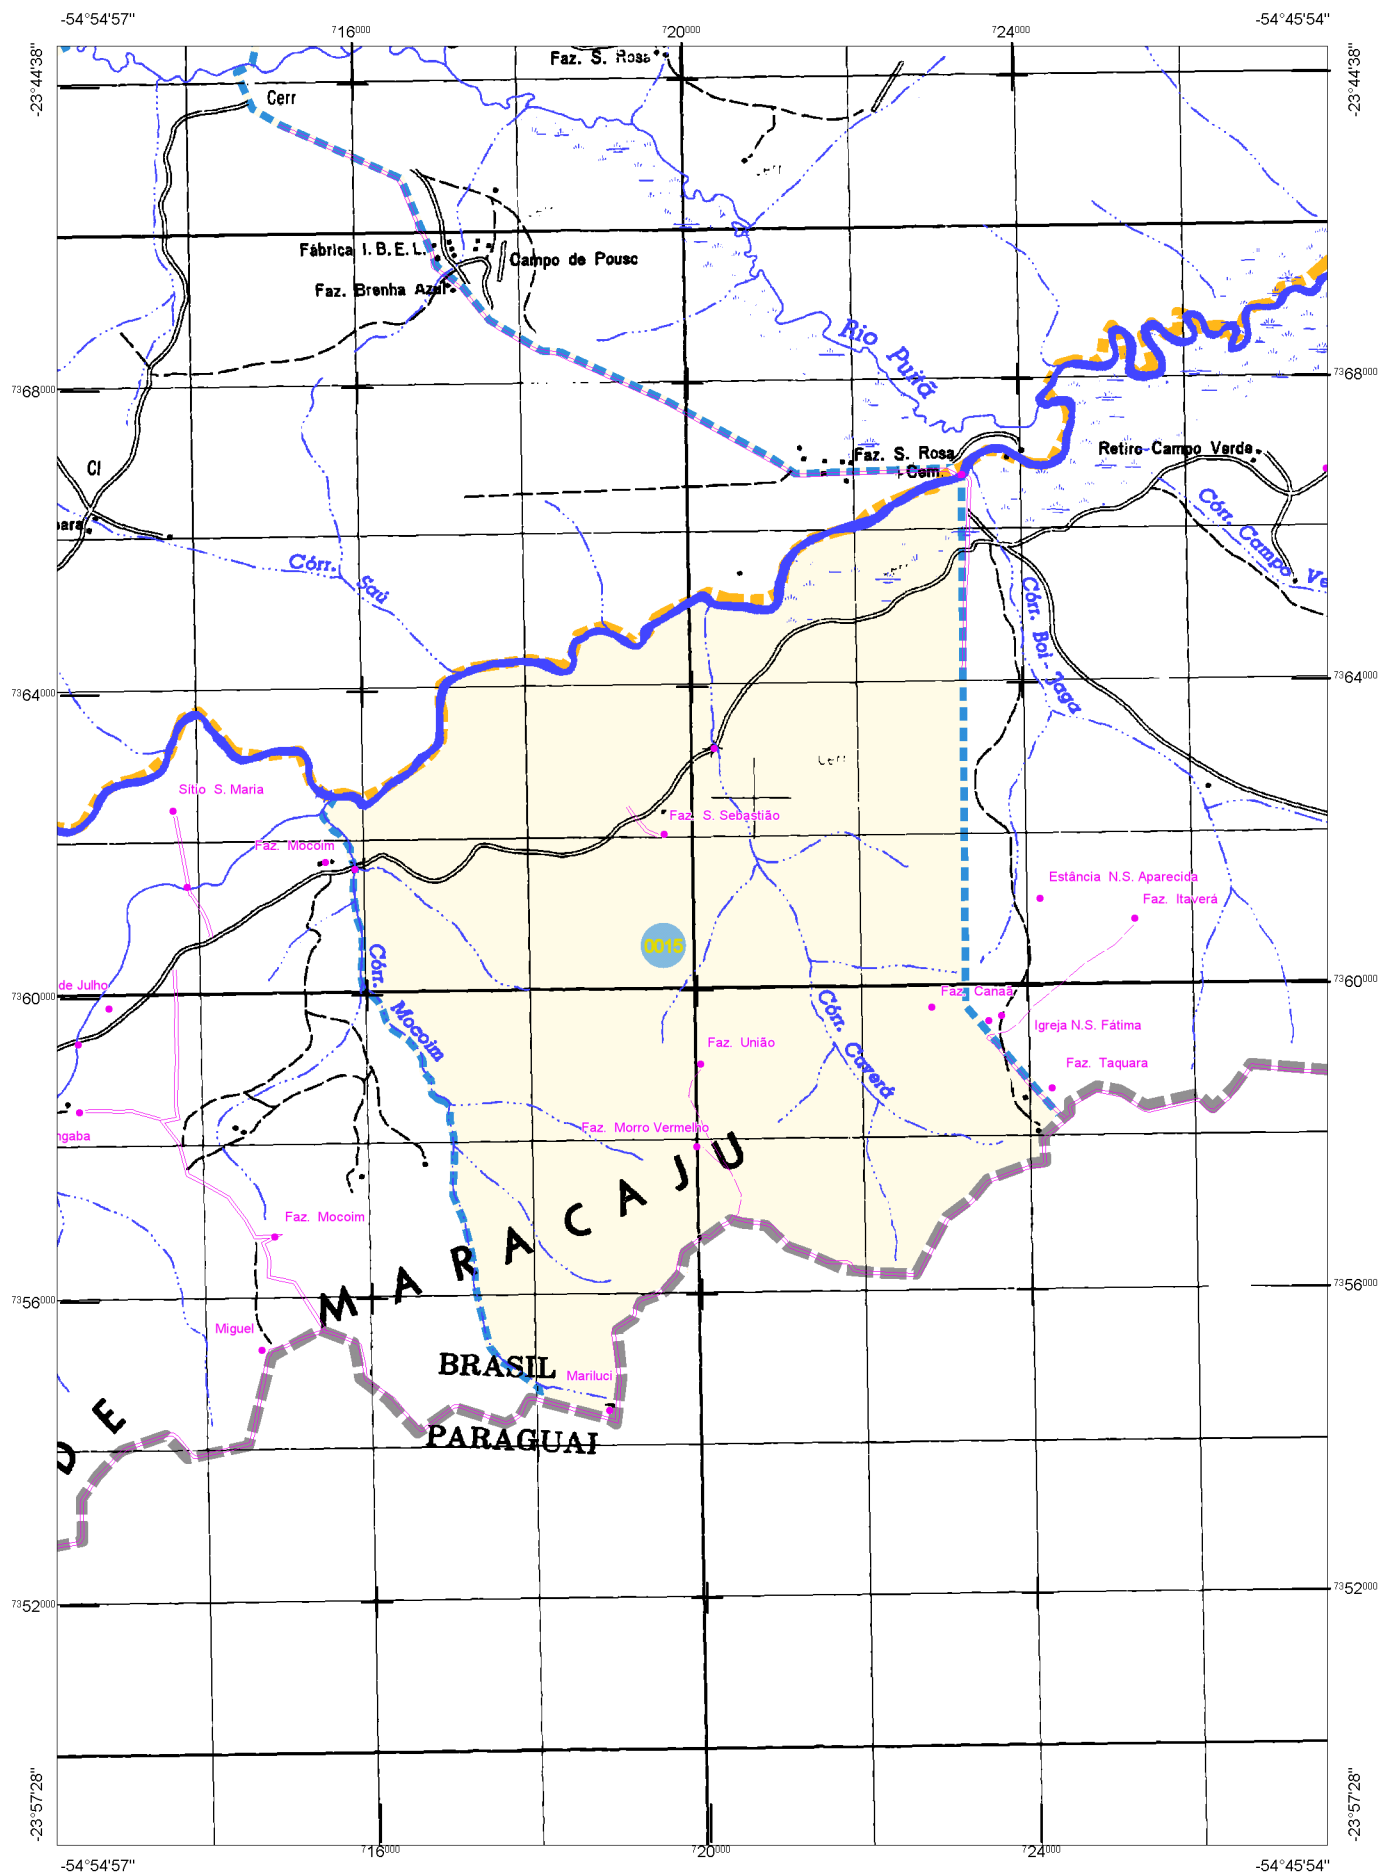 -54°54'57"
716000
720000
724000
-54°45'54"
-23°44'38"
-23°44'38"
Faz. S. Rosa
Cerr
Fábrica I.B.E.L.
Campo de Pouso
Faz. Brenha Azul
Rio Puitã
7368000
7368000
Cl
Faz. S. Rosa
Cem.
Retiro Campo Verde
Córr. Campo Ve
Córr. Saú
Córr. Boi-Jaga
7364000
7364000
Cerr
Sítio S. Maria
Faz. S. Sebastião
Faz. Mocoim
Estância N.S. Aparecida
Faz. Itaverá
0015
Córr. Mocoim
de Julho
7360000
7360000
Faz. Canaã
Córr. Caverá
Igreja N.S. Fátima
Faz. União
Faz. Taquara
ngaba
Faz. Morro Vermelho
Faz. Mocoim
DE MARACAJU
7356000
7356000
Miguel
BRASIL
Mariluci
PARAGUAI
7352000
7352000
-23°57'28"
-23°57'28"
-54°54'57"
716000
720000
724000
-54°45'54"